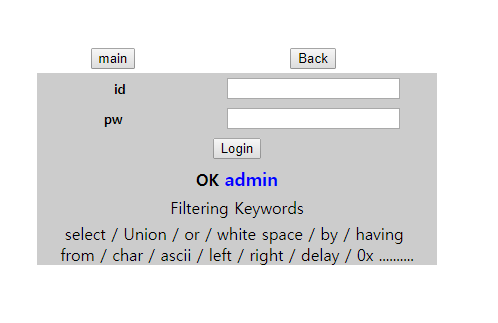 main Back
id
pw
Login
OK admin
Filtering Keywords
select / Union / or / white space / by / having
from / char / ascii / left / right / delay / 0x ..........